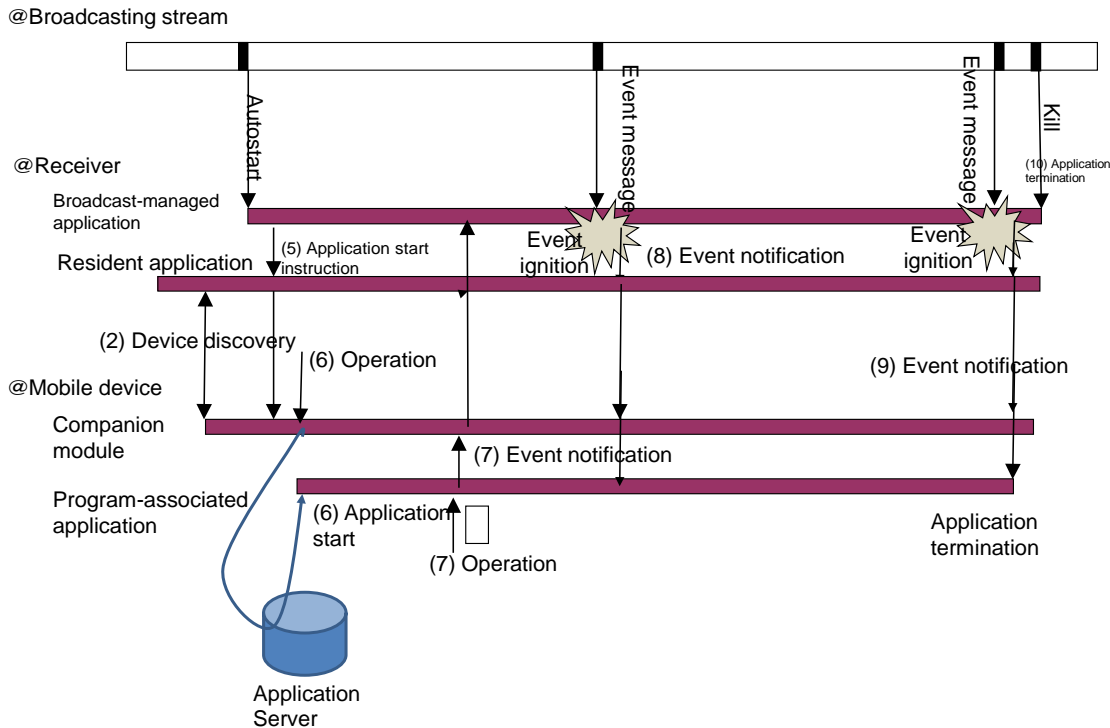 @Broadcasting stream
Autostart
Event message
Event message
Kill
@Receiver
(10) Application
termination
Broadcast-managed
application
(5) Application start
instruction
Event
ignition
(8) Event notification
Event
ignition
Resident application
(2) Device discovery
(6) Operation
(9) Event notification
@Mobile device
Companion
module
(7) Event notification
Program-associated
application
(6) Application
start
(7) Operation
Application
termination
Application
Server